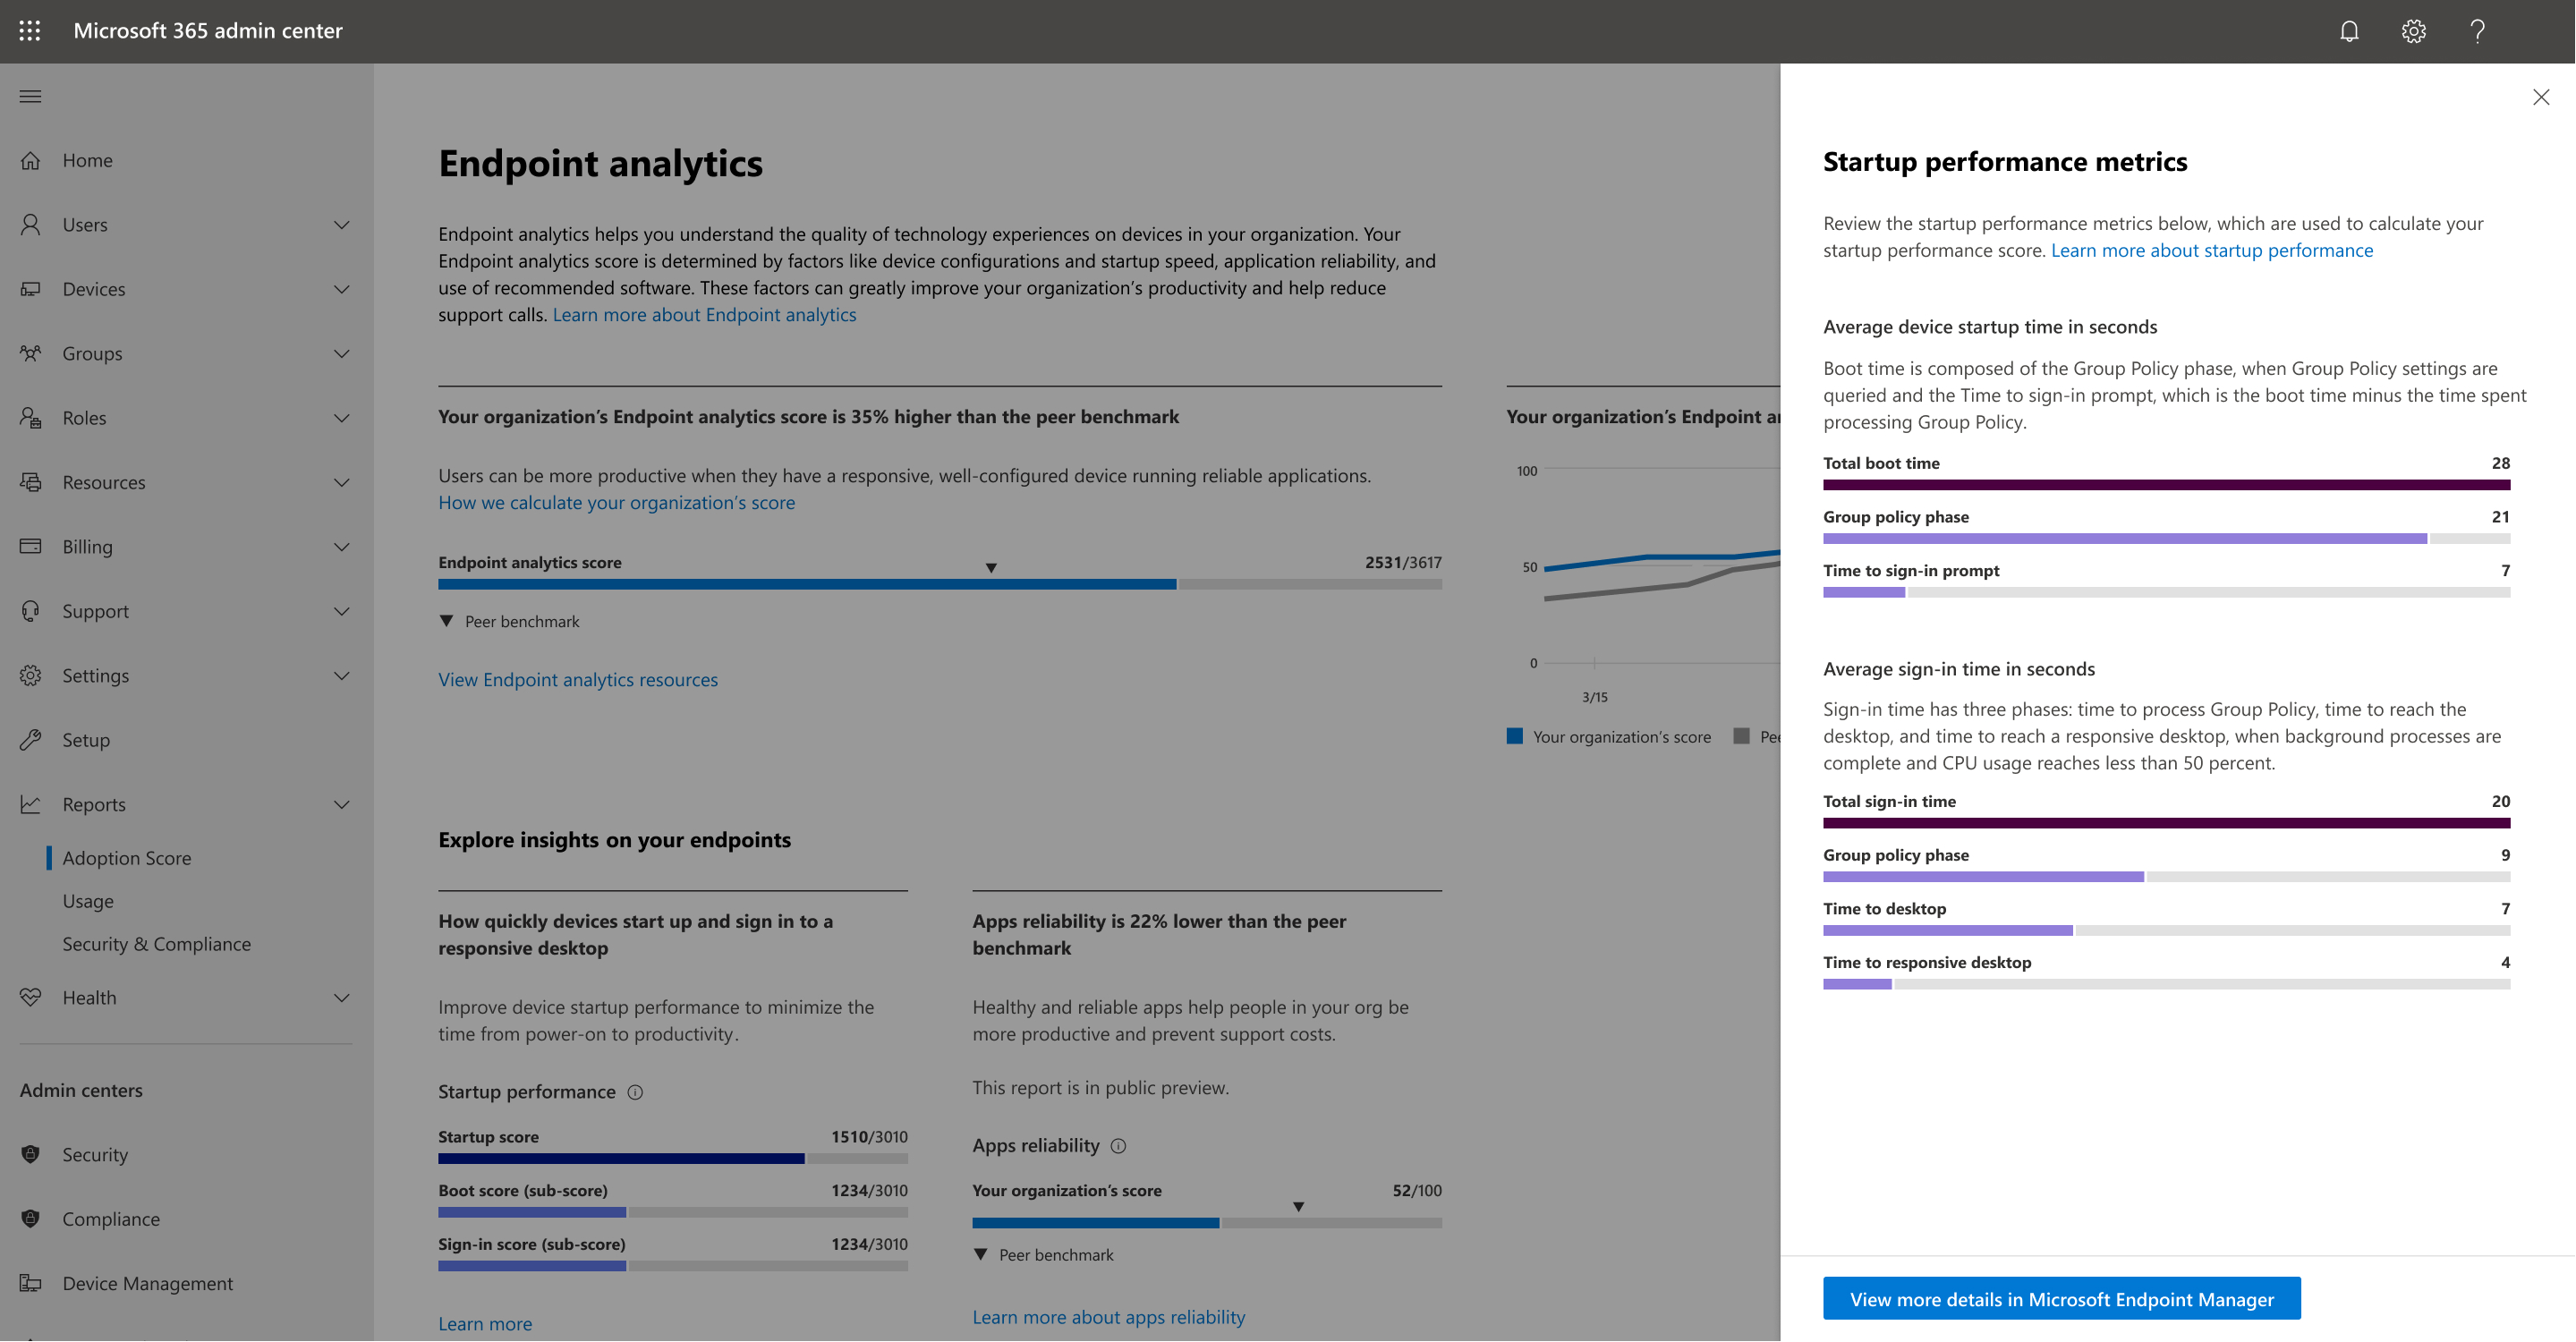 Microsoft 365 admin center
Home
Users
Devices
Groups
Roles
Resources
Billing
Support
Settings
Setup
Reports
Adoption Score
Usage
Security & Compliance
Health
Admin centers
Security
Compliance
Device Management
Endpoint analytics
Endpoint analytics helps you understand the quality of technology experiences on devices in your organization. Your
Endpoint analytics score is determined by factors like device configurations and startup speed, application reliability, and
use of recommended software. These factors can greatly improve your organization’s productivity and help reduce
support calls. Learn more about Endpoint analytics
Your organization’s Endpoint analytics score is 35% higher than the peer benchmark
Users can be more productive when they have a responsive, well-configured device running reliable applications.
How we calculate your organization’s score
Endpoint analytics score 2531/3617
Peer benchmark
View Endpoint analytics resources
Your organization’s Endpoint
100
50
0
3/15
Your organization’s score
Explore insights on your endpoints
How quickly devices start up and sign in to a
responsive desktop
Improve device startup performance to minimize the
time from power-on to productivity.
Startup performance
Startup score 1510/3010
Boot score (sub-score) 1234/3010
Sign-in score (sub-score) 1234/3010
Learn more
Apps reliability is 22% lower than the peer
benchmark
Healthy and reliable apps help people in your org be
more productive and prevent support costs.
This report is in public preview.
Apps reliability
Your organization’s score 52/100
Peer benchmark
Learn more about apps reliability
Startup performance metrics
Review the startup performance metrics below, which are used to calculate your
startup performance score. Learn more about startup performance
Average device startup time in seconds
Boot time is composed of the Group Policy phase, when Group Policy settings are
queried and the Time to sign-in prompt, which is the boot time minus the time spent
processing Group Policy.
Total boot time 28
Group policy phase 21
Time to sign-in prompt 7
Average sign-in time in seconds
Sign-in time has three phases: time to process Group Policy, time to reach the
desktop, and time to reach a responsive desktop, when background processes are
complete and CPU usage reaches less than 50 percent.
Total sign-in time 20
Group policy phase 9
Time to desktop 7
Time to responsive desktop 4
View more details in Microsoft Endpoint Manager